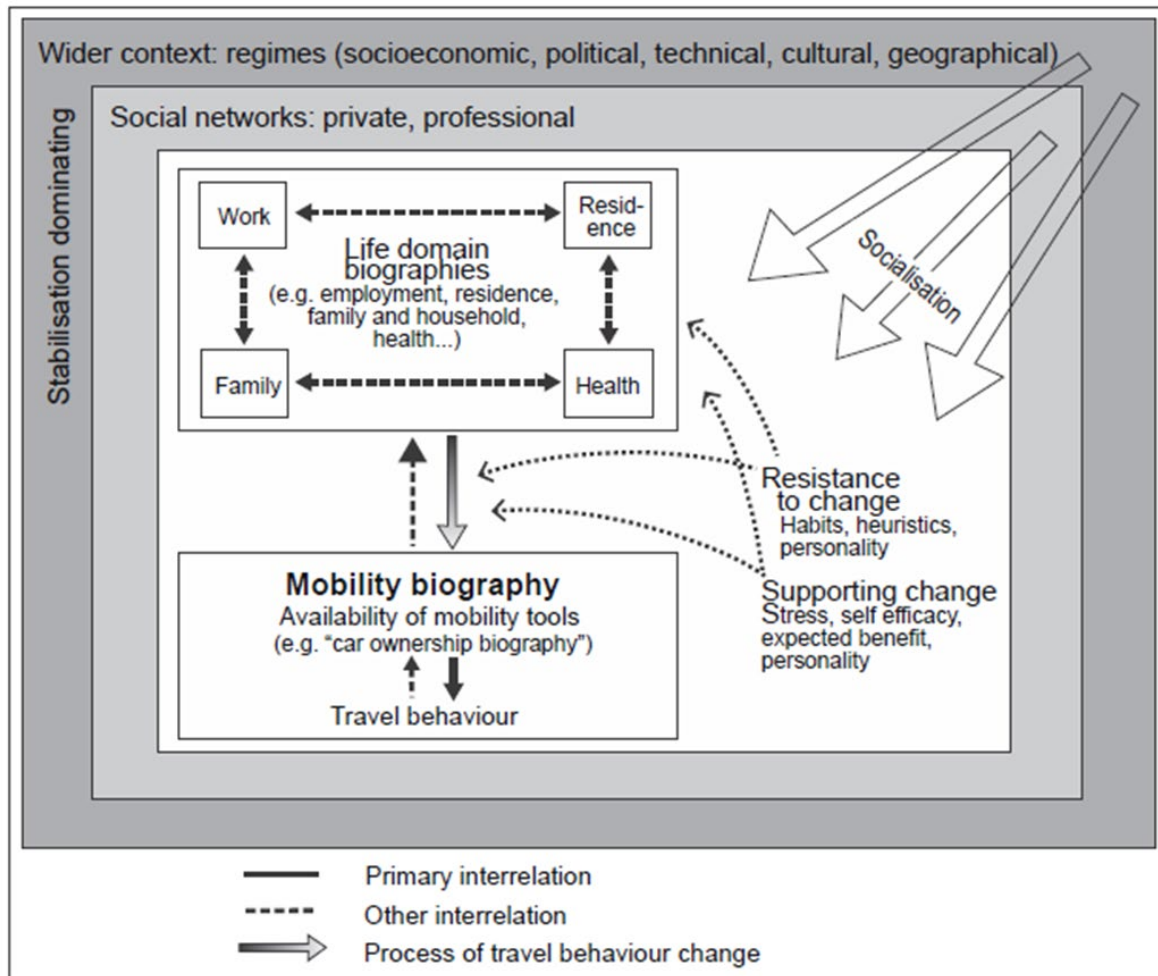 Wider context: regimes (socioeconomic, political, technical, cultural, geographical)
Stabilisation dominating
Social networks: private, professional
Work
Resid-
ence
Life domain
biographies
(e.g. employment, residence,
family and household,
health...)
Family
Health
Socialisation
Resistance
to change
Habits, heuristics,
personality
Supporting change
Stress, self efficacy,
expected benefit,
personality
Mobility biography
Availability of mobility tools
(e.g. “car ownership biography”)
Travel behaviour
Primary interrelation
Other interrelation
Process of travel behaviour change